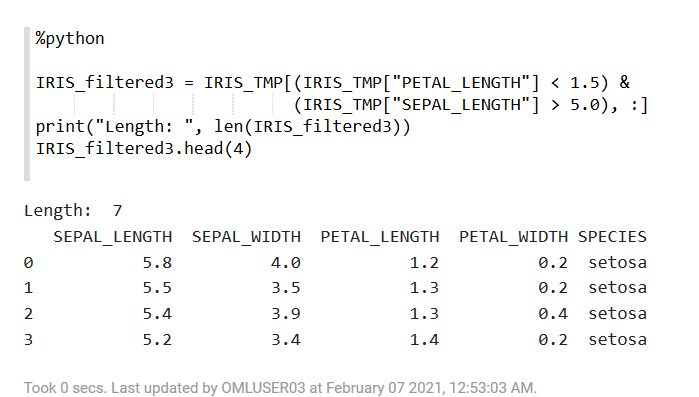 %python
IRIS_filtered3 = IRIS_TMP[(IRIS_TMP["PETAL_LENGTH"] < 1.5) &
(IRIS_TMP["SEPAL_LENGTH"] > 5.0), :]
print("Length: ", len(IRIS_filtered3))
IRIS_filtered3.head(4)
Length:  7
   SEPAL_LENGTH  SEPAL_WIDTH  PETAL_LENGTH  PETAL_WIDTH SPECIES
0           5.8          4.0           1.2          0.2  setosa
1           5.5          3.5           1.3          0.2  setosa
2           5.4          3.9           1.3          0.4  setosa
3           5.2          3.4           1.4          0.2  setosa
Took 0 secs. Last updated by OMLUSER03 at February 07 2021, 12:53:03 AM.